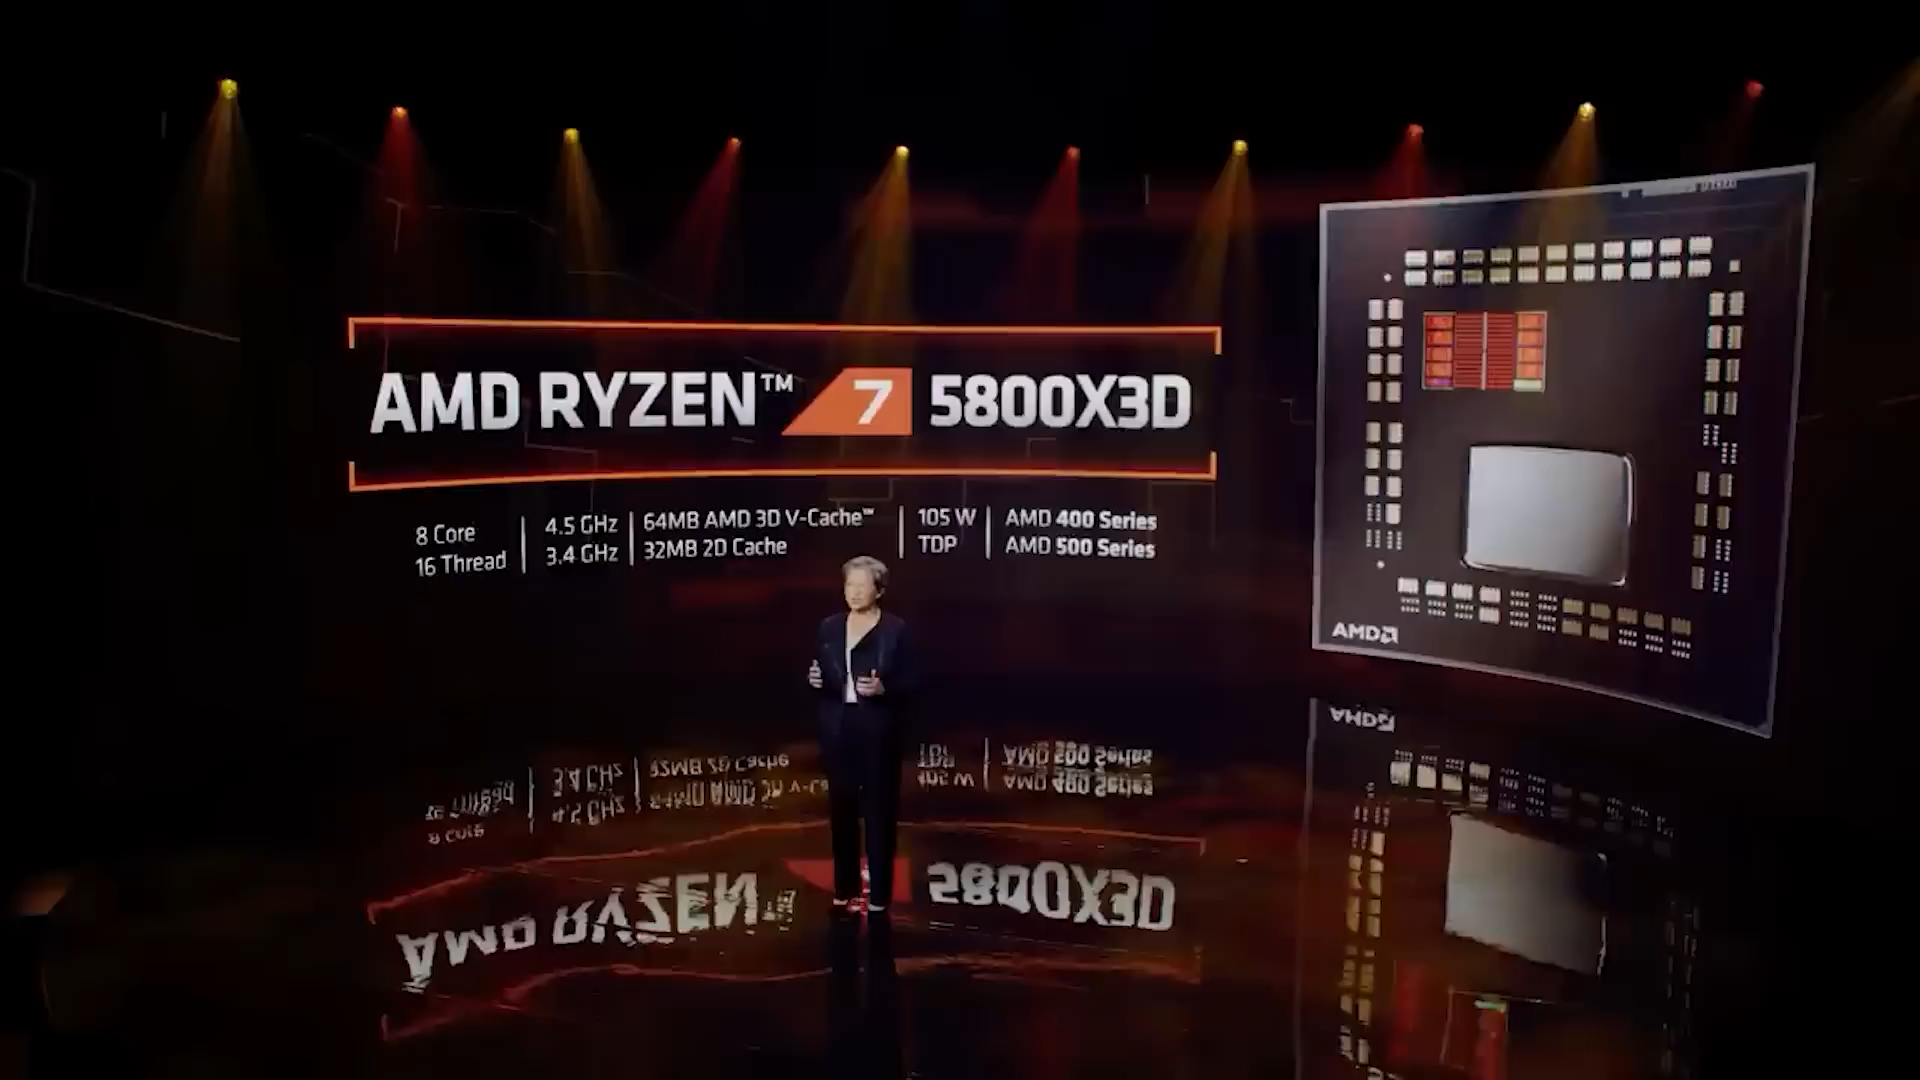 AMD RYZEN™ 7 5800X3D
8 Core
16 Thread
4.5 GHz
3.4 GHz
64MB AMD 3D V-Cache™
32MB 2D Cache
105 W
TDP
AMD 400 Series
AMD 500 Series
AMD